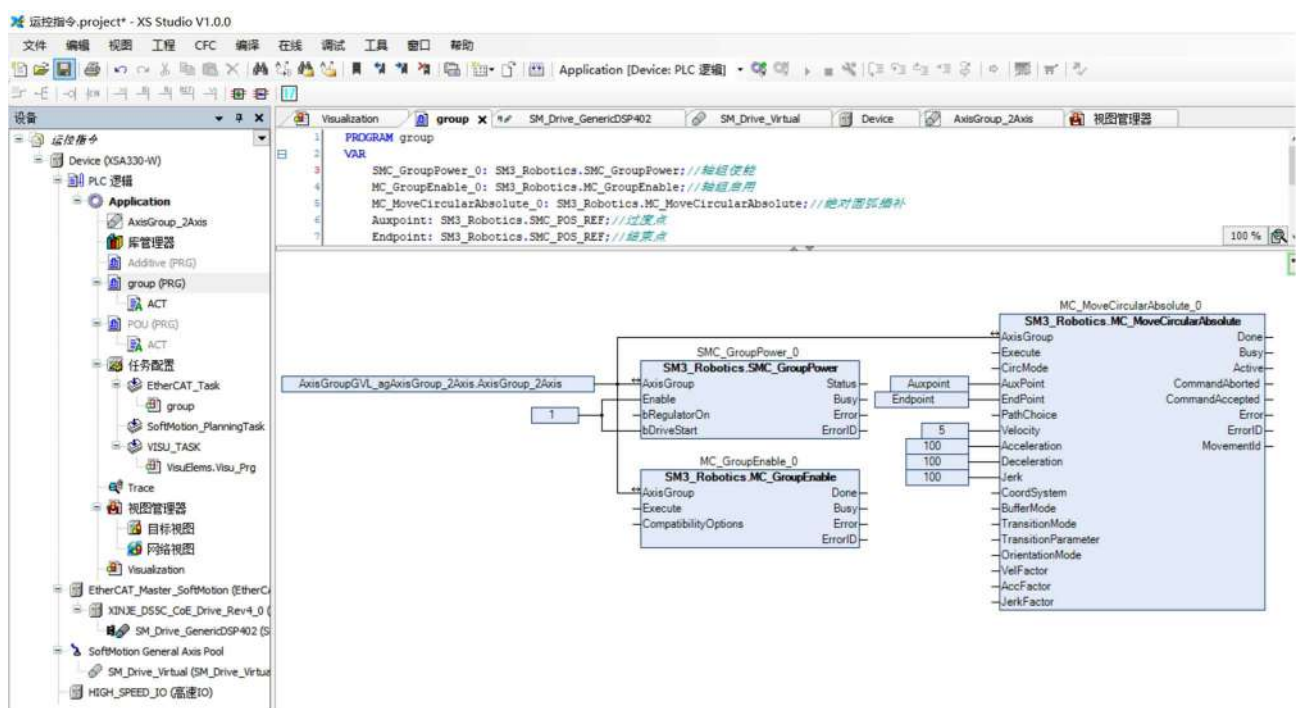 运控指令.project* - XS Studio V1.0.0
文件 编辑 视图 工程 CFC 编译 在线 调试 工具 窗口 帮助
Application [Device: PLC 逻辑]
设备
Visualization group SM_Drive_GenericDSP402 SM_Drive_Virtual Device AxisGroup_2Axis 视图管理器
运控指令
Device (XSA330-W)
PLC 逻辑
Application
AxisGroup_2Axis
库管理器
Additive (PRG)
group (PRG)
ACT
POU (PRG)
ACT
任务配置
EtherCAT_Task
group
SoftMotion_PlanningTask
VISU_TASK
VisuElems.Visu_Prg
Trace
视图管理器
目标视图
网络视图
Visualization
EtherCAT_Master_SoftMotion (EtherCA
XINJE_DS5C_CoE_Drive_Rev4_0 (
SM_Drive_GenericDSP402 (S
SoftMotion General Axis Pool
SM_Drive_Virtual (SM_Drive_Virtua
HIGH_SPEED_IO (高速IO)
1 PROGRAM group
2 VAR
3 SMC_GroupPower_0: SM3_Robotics.SMC_GroupPower;//轴组使能
4 MC_GroupEnable_0: SM3_Robotics.MC_GroupEnable;//轴组启用
5 MC_MoveCircularAbsolute_0: SM3_Robotics.MC_MoveCircularAbsolute;//绝对圆弧插补
6 Auxpoint: SM3_Robotics.SMC_POS_REF;//过度点
7 Endpoint: SM3_Robotics.SMC_POS_REF;//结束点
100 %
AxisGroupGVL_agAxisGroup_2Axis.AxisGroup_2Axis
1
SMC_GroupPower_0
SM3_Robotics.SMC_GroupPower
AxisGroup Status
Enable Busy
bRegulatorOn Error
bDriveStart ErrorID
MC_GroupEnable_0
SM3_Robotics.MC_GroupEnable
AxisGroup Done
Execute Busy
CompatibilityOptions Error
ErrorID
Auxpoint
Endpoint
5
100
100
100
MC_MoveCircularAbsolute_0
SM3_Robotics.MC_MoveCircularAbsolute
AxisGroup Done
Execute Busy
CircMode Active
AuxPoint CommandAborted
EndPoint CommandAccepted
PathChoice Error
Velocity ErrorID
Acceleration MovementId
Deceleration
Jerk
CoordSystem
BufferMode
TransitionMode
TransitionParameter
OrientationMode
VelFactor
AccFactor
JerkFactor